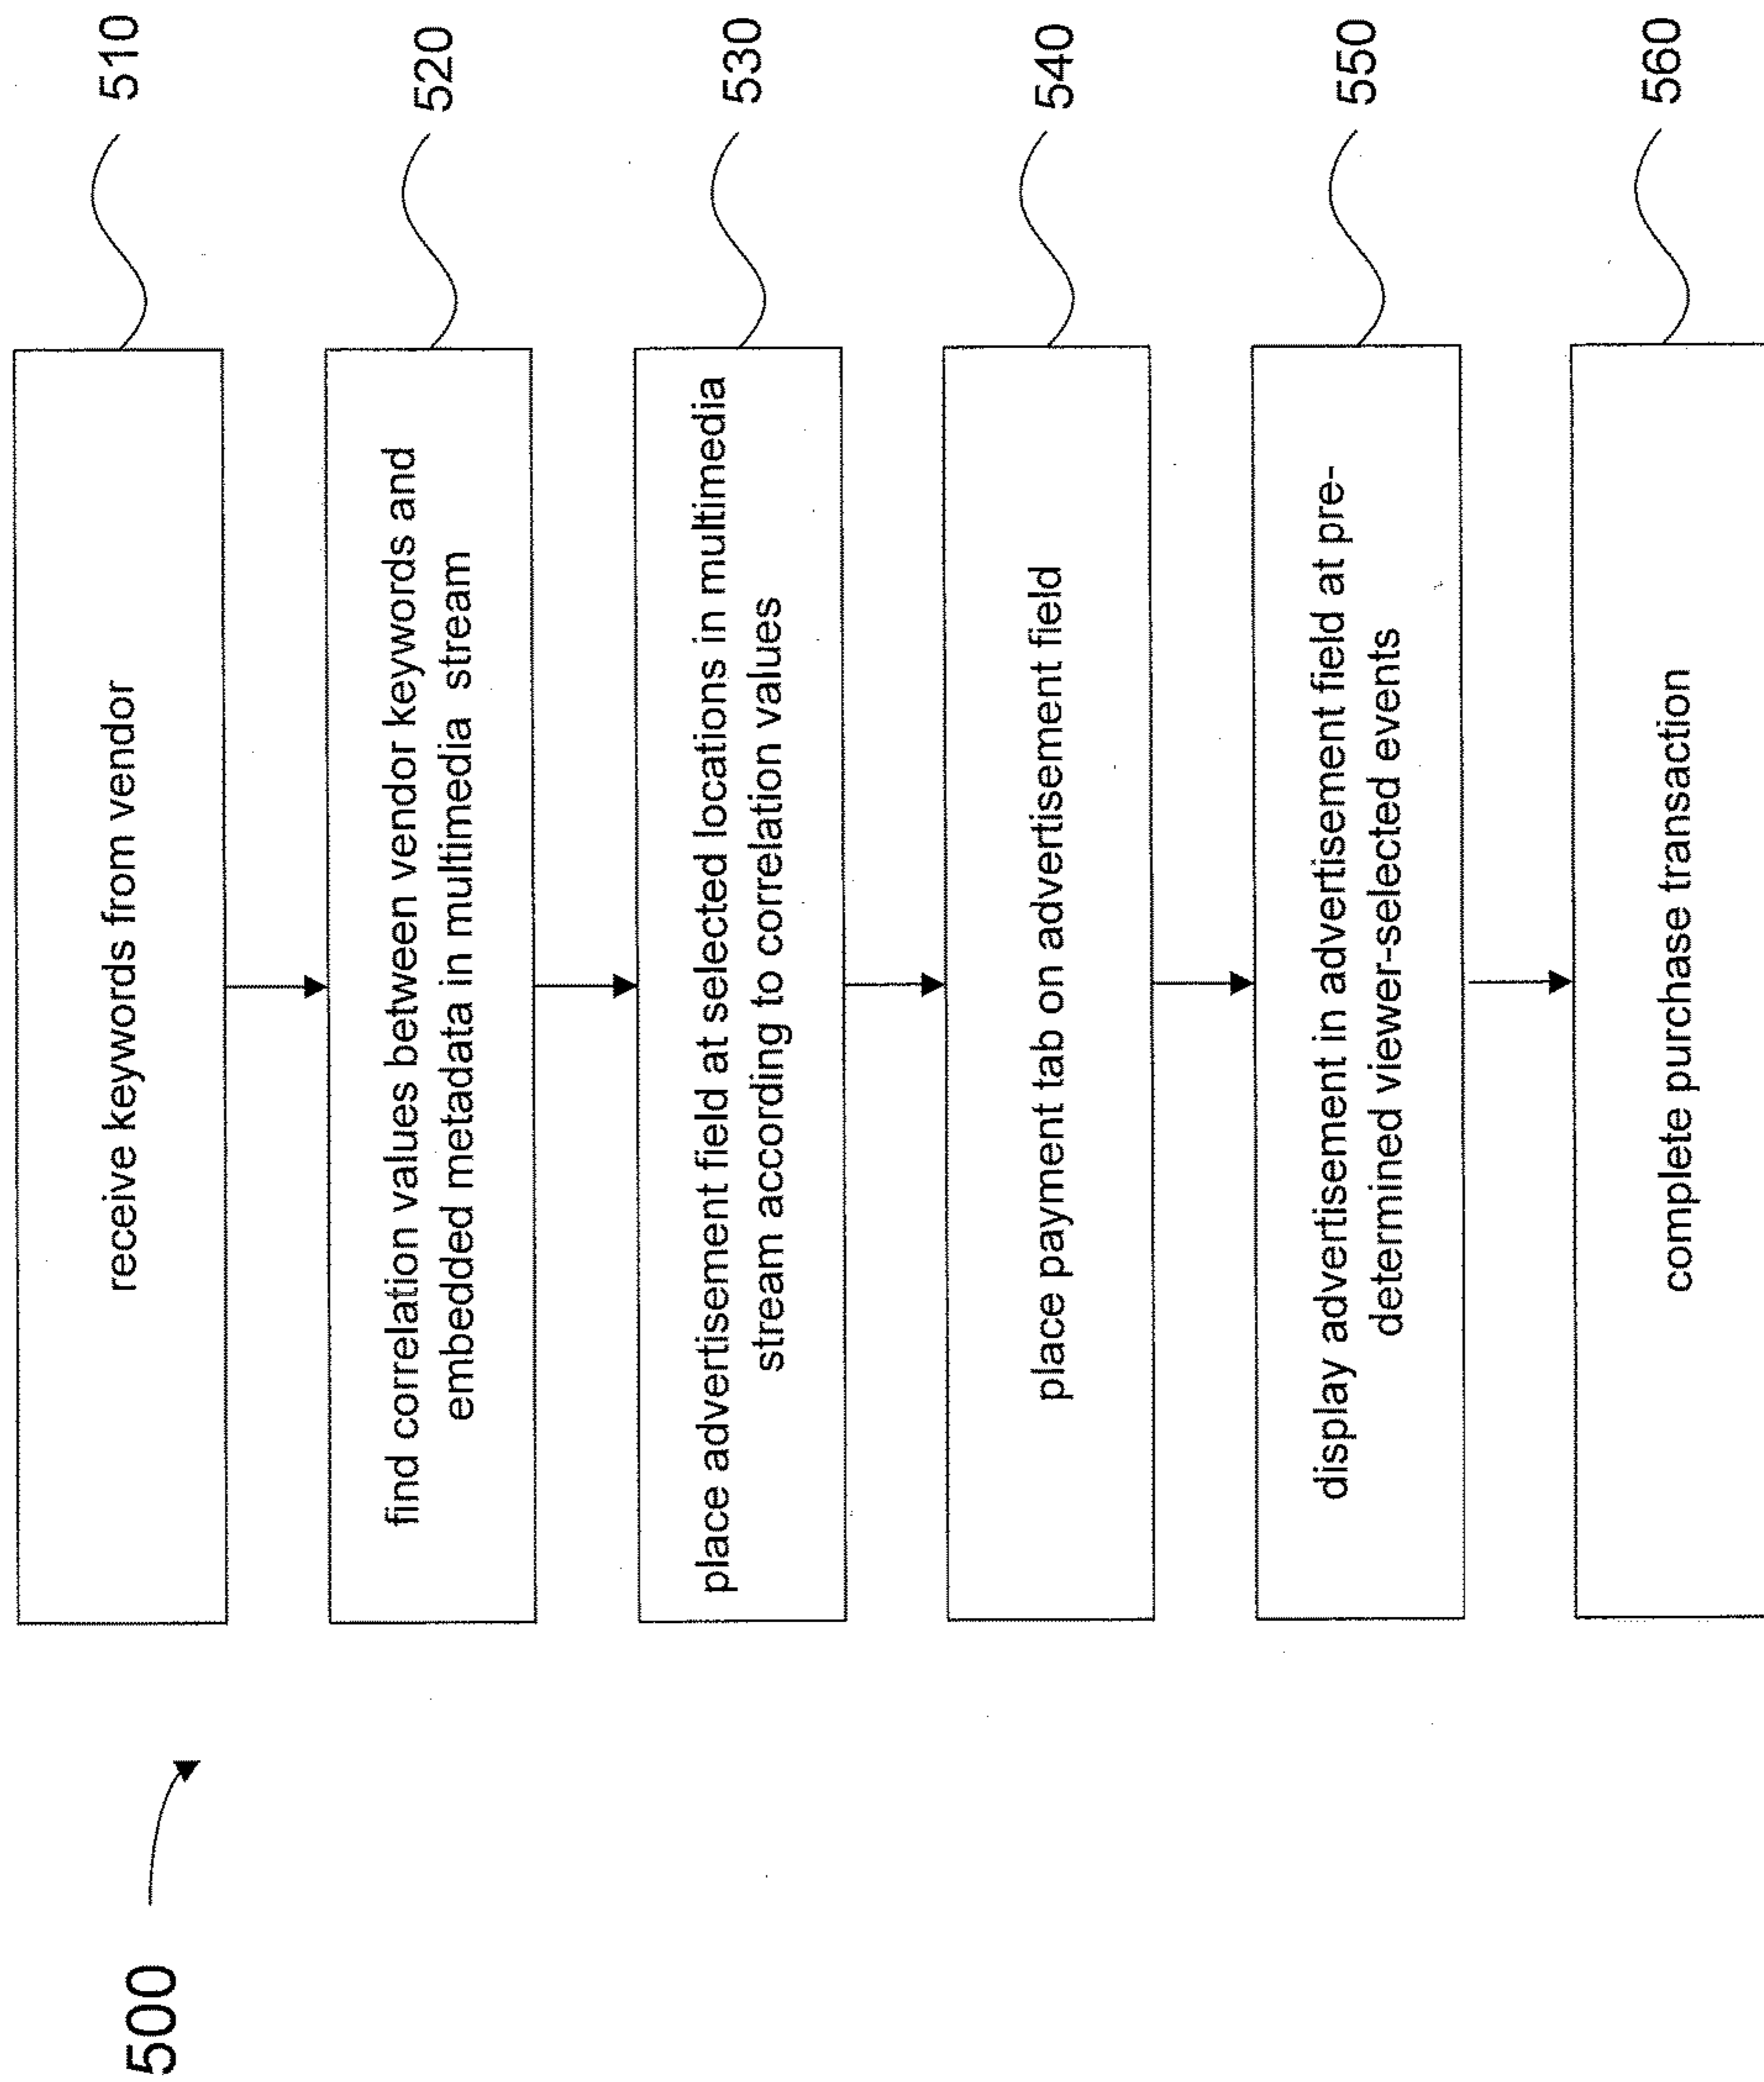 500
receive keywords from vendor
510
find correlation values between vendor keywords and
embedded metadata in multimedia stream
520
place advertisement field at selected locations in multimedia
stream according to correlation values
530
place payment tab on advertisement field
540
display advertisement in advertisement field at pre-
determined viewer-selected events
550
complete purchase transaction
560